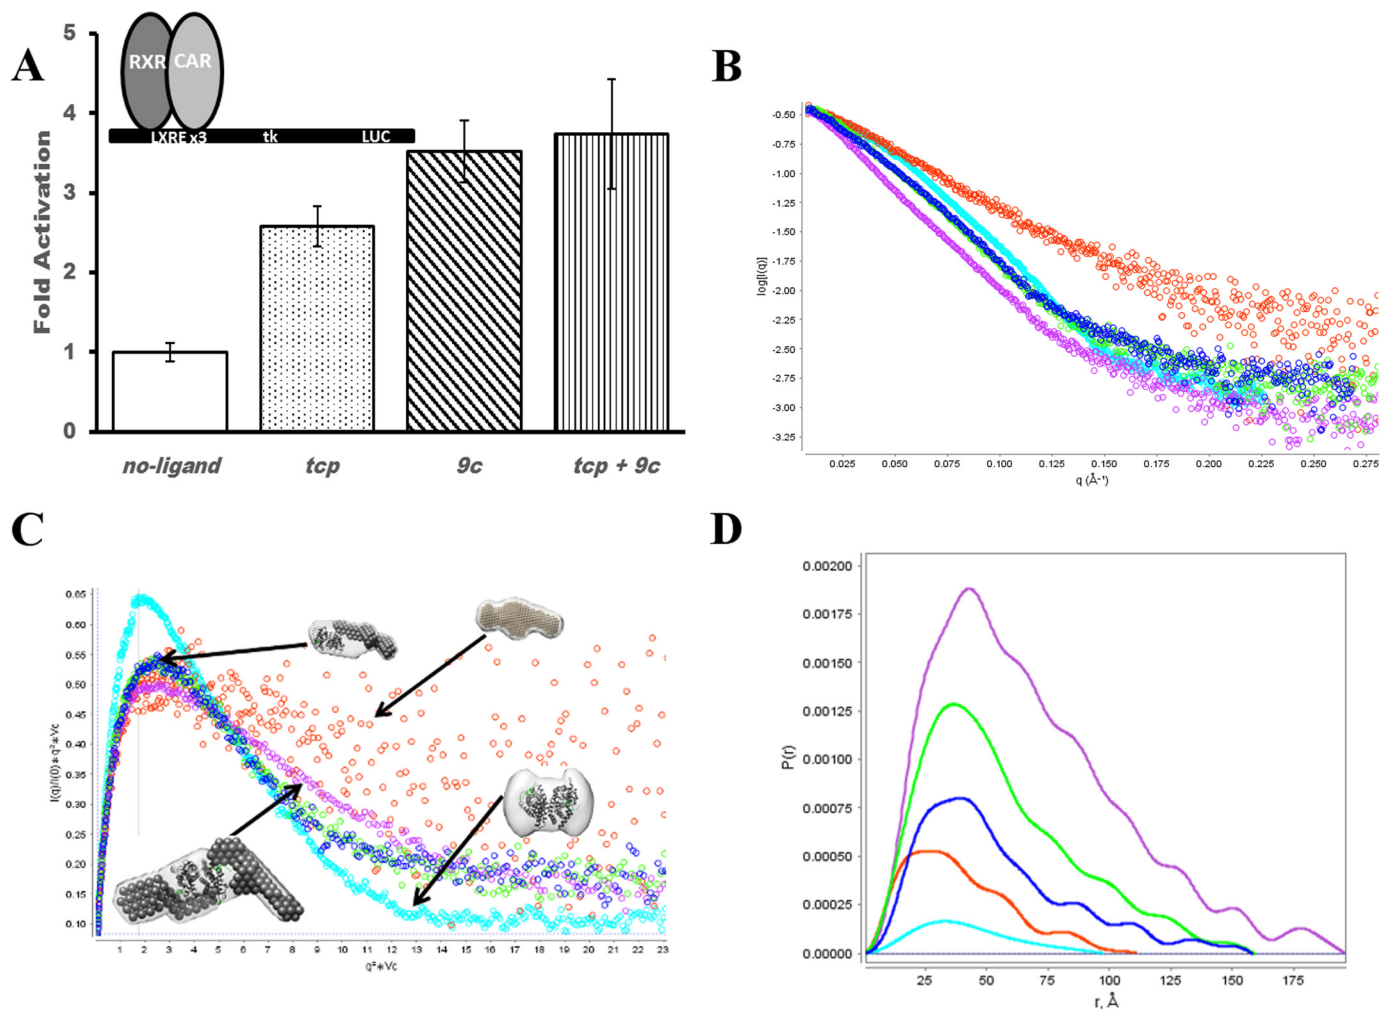 A
Fold Activation
5
4
3
2
1
0
RXR
CAR
LXRE x3
tk
LUC
no-ligand
tcp
9c
tcp + 9c
B
log[I(q)]
-0.50
-0.75
-1.00
-1.25
-1.50
-1.75
-2.00
-2.25
-2.50
-2.75
-3.00
-3.25
0.025
0.050
0.075
0.100
0.125
0.150
0.175
0.200
0.225
0.250
0.275
q (Å⁻¹)
C
I(q)/I(0)*q²*Vc
0.65
0.60
0.55
0.50
0.45
0.40
0.35
0.30
0.25
0.20
0.15
0.10
1 2 3 4 5 6 7 8 9 10 11 12 13 14 15 16 17 18 19 20 21 22 23
q²*Vc
D
P(r)
0.00200
0.00175
0.00150
0.00125
0.00100
0.00075
0.00050
0.00025
0.00000
25 50 75 100 125 150 175
r, Å